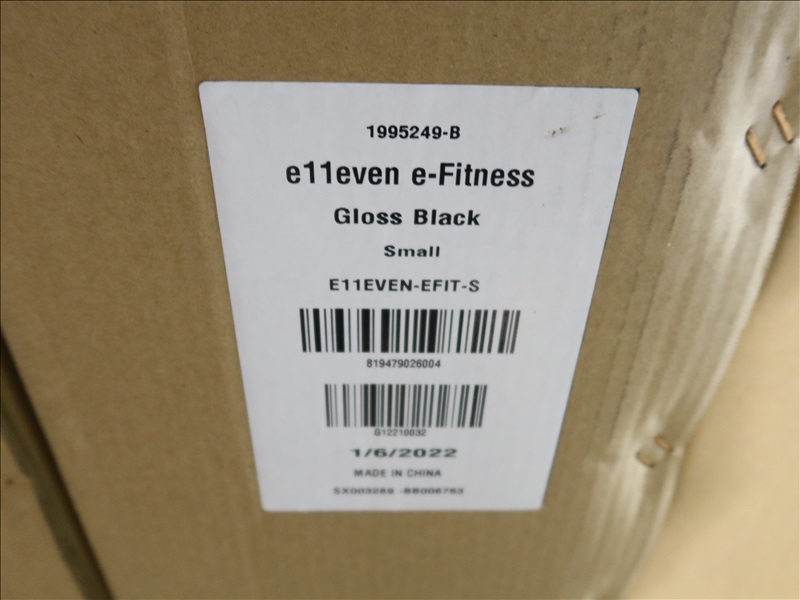 1995249-B
e11even e-Fitness
Gloss Black
Small
E11EVEN-EFIT-S
819479026004
G12210032
1/6/2022
MADE IN CHINA
SX003289 -BB006763